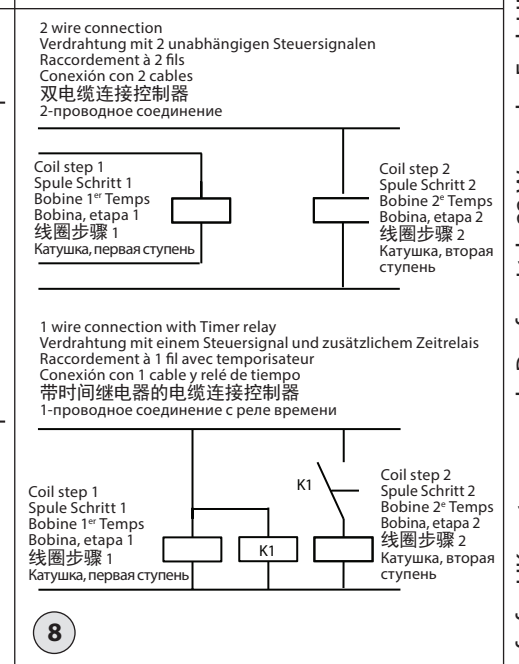 2 wire connection
Verdrahtung mit 2 unabhängigen Steuersignalen
Raccordement à 2 fils
Conexión con 2 cables
双电缆连接控制器
2-проводное соединение
Coil step 1
Spule Schritt 1
Bobine 1er Temps
Bobina, etapa 1
线圈步骤 1
Катушка, первая ступень
Coil step 2
Spule Schritt 2
Bobine 2e Temps
Bobina, etapa 2
线圈步骤 2
Катушка, вторая
ступень
1 wire connection with Timer relay
Verdrahtung mit einem Steuersignal und zusätzlichem Zeitrelais
Raccordement à 1 fil avec temporisateur
Conexión con 1 cable y relé de tiempo
带时间继电器的电缆连接控制器
1-проводное соединение с реле времени
Coil step 1
Spule Schritt 1
Bobine 1er Temps
Bobina, etapa 1
线圈步骤 1
Катушка, первая ступень
K1
K1
Coil step 2
Spule Schritt 2
Bobine 2e Temps
Bobina, etapa 2
线圈步骤 2
Катушка, вторая
ступень
8